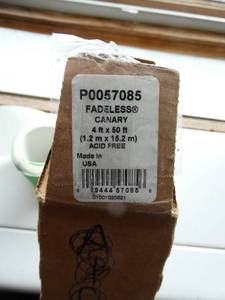 P0057085
FADELESS®
CANARY
4 ft x 50 ft
(1.2 m x 15.2 m)
ACID FREE
Made In
USA